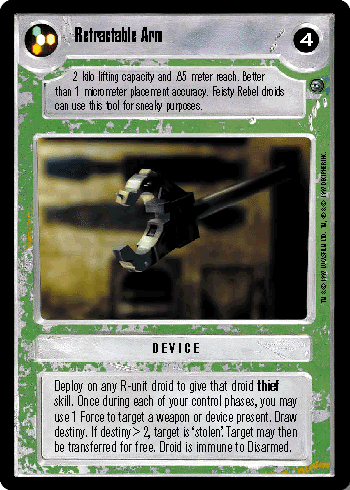 Retractable Arm
4
2 kilo lifting capacity and .85 meter reach. Better
than 1 micrometer placement accuracy. Feisty Rebel droids
can use this tool for sneaky purposes.
DEVICE
Deploy on any R-unit droid to give that droid thief
skill. Once during each of your control phases, you may
use 1 Force to target a weapon or device present. Draw
destiny. If destiny > 2, target is 'stolen'. Target may then
be transferred for free. Droid is immune to Disarmed.